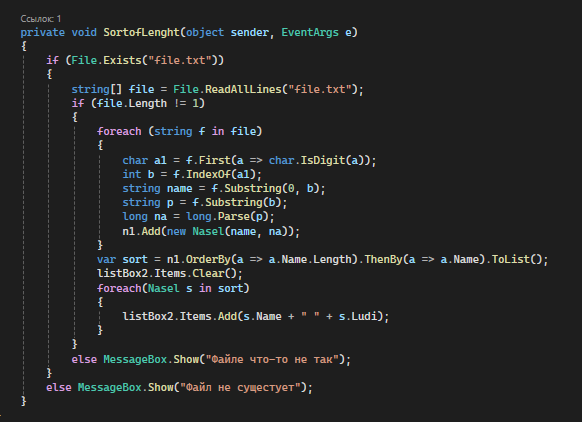 Ссылок: 1
private void SortofLenght(object sender, EventArgs e)
{
if (File.Exists("file.txt"))
{
string[] file = File.ReadAllLines("file.txt");
if (file.Length != 1)
{
foreach (string f in file)
{
char a1 = f.First(a => char.IsDigit(a));
int b = f.IndexOf(a1);
string name = f.Substring(0, b);
string p = f.Substring(b);
long na = long.Parse(p);
n1.Add(new Nasel(name, na));
}
var sort = n1.OrderBy(a => a.Name.Length).ThenBy(a => a.Name).ToList();
listBox2.Items.Clear();
foreach(Nasel s in sort)
{
listBox2.Items.Add(s.Name + " " + s.Ludi);
}
}
else MessageBox.Show("Файле что-то не так");
}
else MessageBox.Show("Файл не сущестует");
}